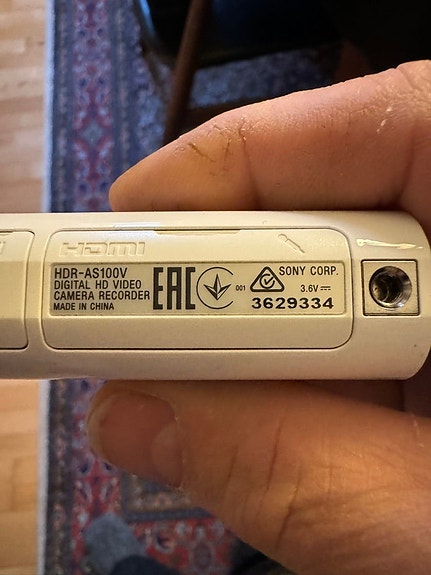 HDMI
HDR-AS100V
DIGITAL HD VIDEO
CAMERA RECORDER
MADE IN CHINA
EAC
001
SONY CORP.
3.6V⎓
3629334